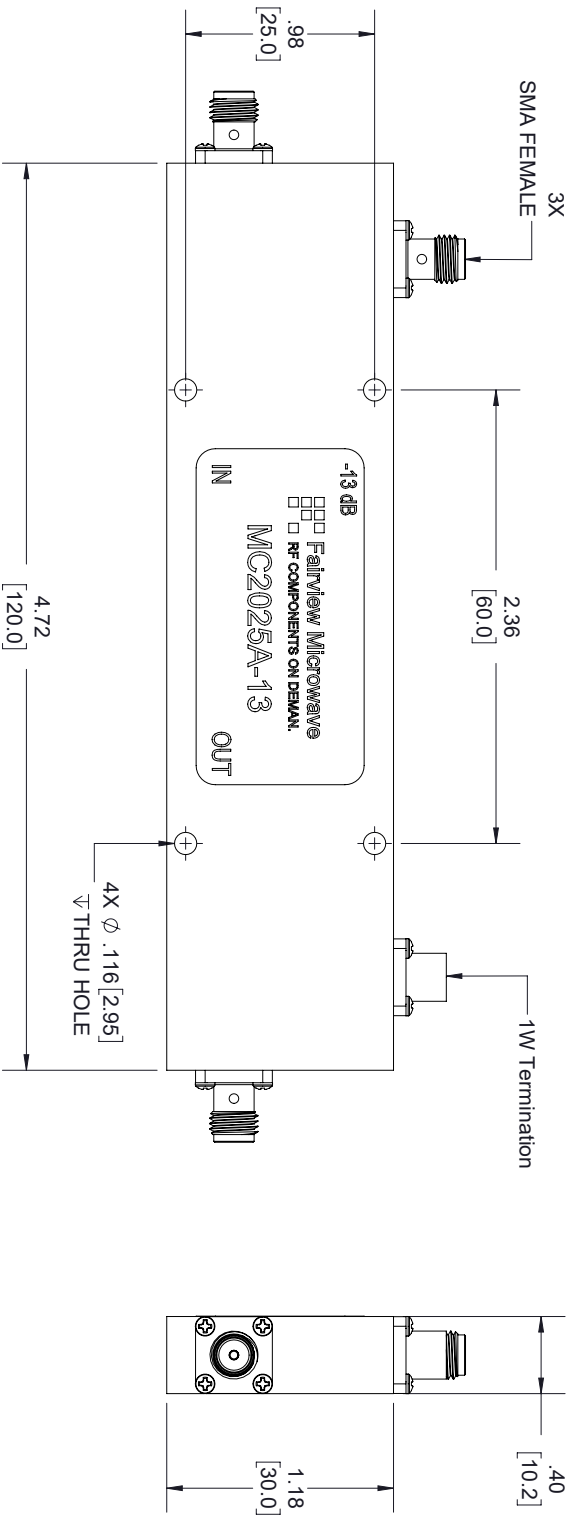 3X
SMA FEMALE
.98
[25.0]
2.36
[60.0]
1W Termination
-13 dB
Fairview Microwave
RF COMPONENTS ON DEMAN.
MC2025A-13
IN
OUT
4X Ø .116 [2.95]
↧ THRU HOLE
4.72
[120.0]
.40
[10.2]
1.18
[30.0]